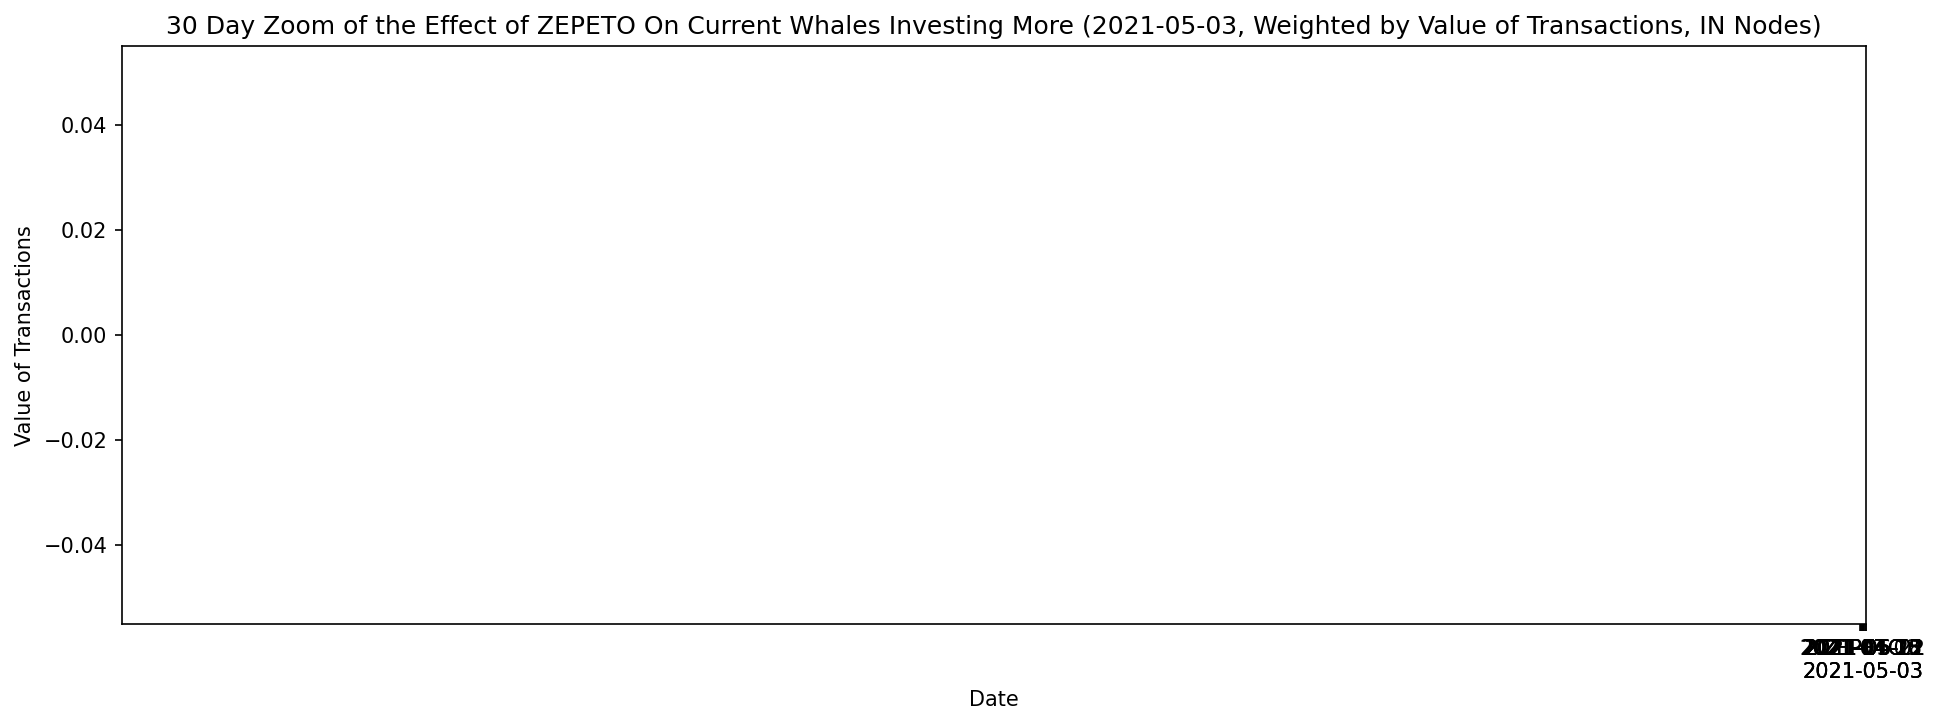 30 Day Zoom of the Effect of ZEPETO On Current Whales Investing More (2021-05-03, Weighted by Value of Transactions, IN Nodes)
0.04
0.02
0.00
−0.02
−0.04
Value of Transactions
2021-05-03
Date